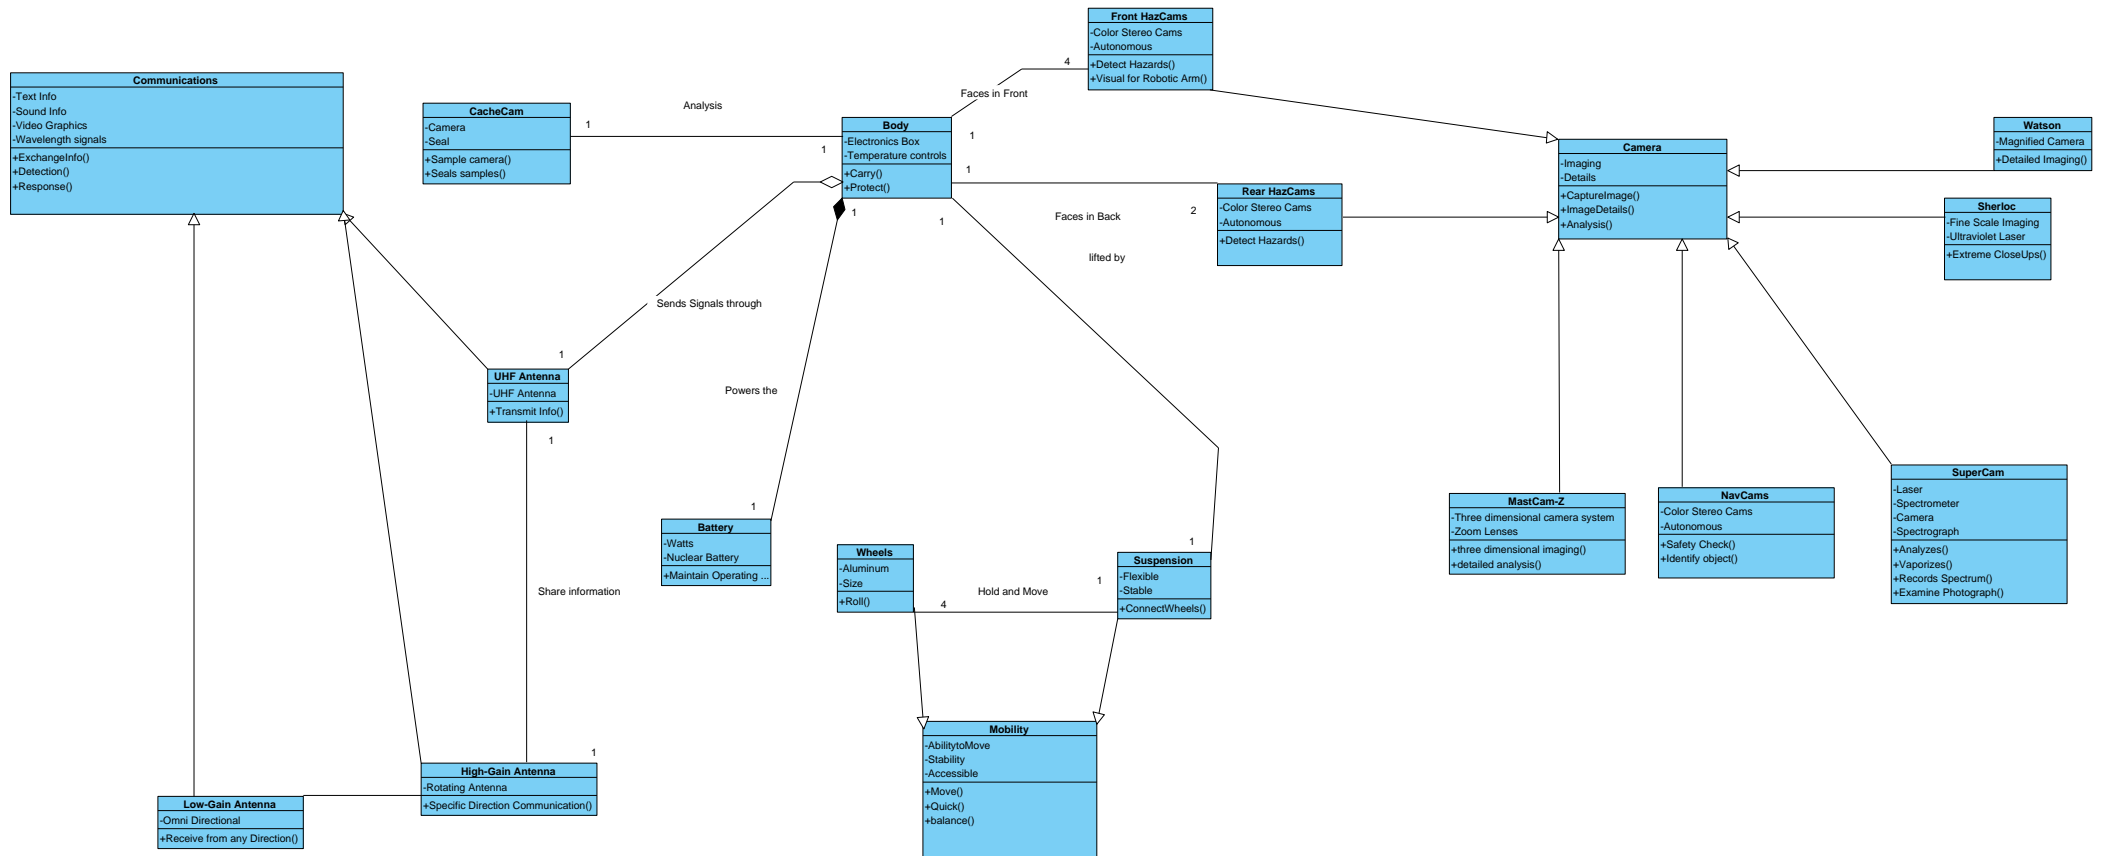 Front HazCams
-Color Stereo Cams
-Autonomous
+Detect Hazards()
+Visual for Robotic Arm()
4
Faces in Front
Communications
-Text Info
-Sound Info
-Video Graphics
-Wavelength signals
+ExchangeInfo()
+Detection()
+Response()
CacheCam
-Camera
-Seal
+Sample camera()
+Seals samples()
Analysis
1
1
Body
-Electronics Box
-Temperature controls
+Carry()
+Protect()
1
1
1
1
Rear HazCams
-Color Stereo Cams
-Autonomous
+Detect Hazards()
Faces in Back
2
lifted by
Camera
-Imaging
-Details
+CaptureImage()
+ImageDetails()
+Analysis()
Watson
-Magnified Camera
+Detailed Imaging()
Sherloc
-Fine Scale Imaging
-Ultraviolet Laser
+Extreme CloseUps()
Sends Signals through
1
UHF Antenna
-UHF Antenna
+Transmit Info()
1
Powers the
1
Battery
-Watts
-Nuclear Battery
+Maintain Operating ...
Wheels
-Aluminum
-Size
+Roll()
4
Hold and Move
1
1
Suspension
-Flexible
-Stable
+ConnectWheels()
MastCam-Z
-Three dimensional camera system
-Zoom Lenses
+three dimensional imaging()
+detailed analysis()
NavCams
-Color Stereo Cams
-Autonomous
+Safety Check()
+Identify object()
SuperCam
-Laser
-Spectrometer
-Camera
-Spectrograph
+Analyzes()
+Vaporizes()
+Records Spectrum()
+Examine Photograph()
Share information
1
High-Gain Antenna
-Rotating Antenna
+Specific Direction Communication()
Low-Gain Antenna
-Omni Directional
+Receive from any Direction()
Mobility
-AbilitytoMove
-Stability
-Accessible
+Move()
+Quick()
+balance()